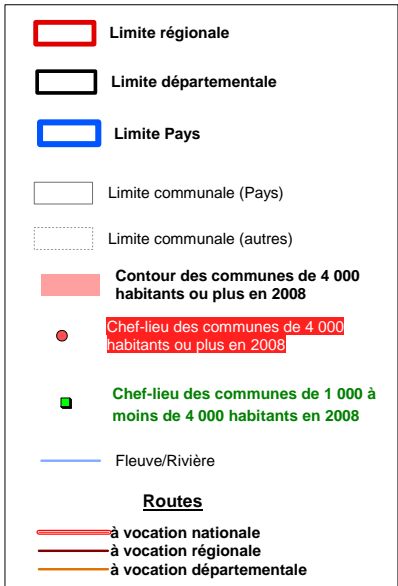 Limite régionale
Limite départementale
Limite Pays
Limite communale (Pays)
Limite communale (autres)
Contour des communes de 4 000
habitants ou plus en 2008
Chef-lieu des communes de 4 000
habitants ou plus en 2008
Chef-lieu des communes de 1 000 à
moins de 4 000 habitants en 2008
Fleuve/Rivière
Routes
à vocation nationale
à vocation régionale
à vocation départementale